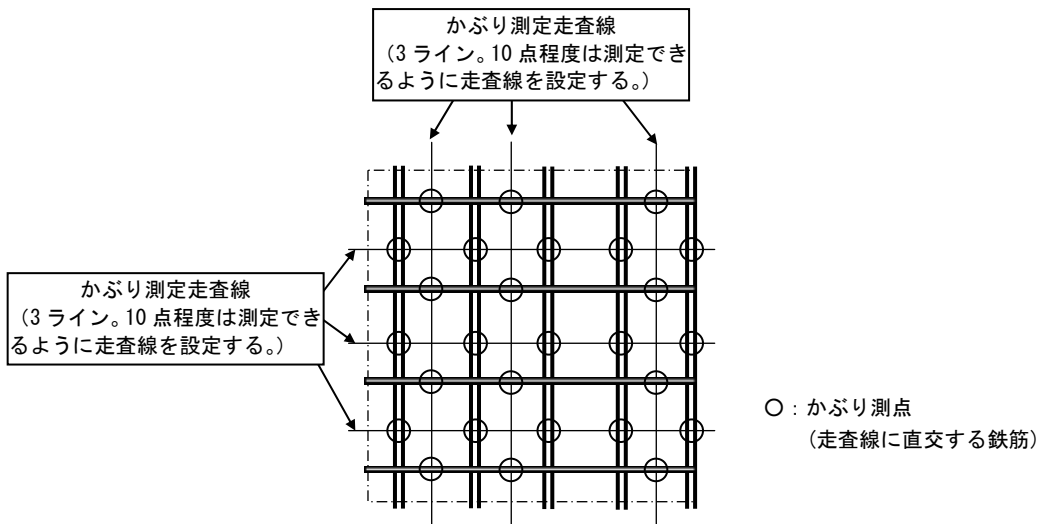 かぶり測定走査線
（3 ライン。10 点程度は測定でき
るように走査線を設定する。）
かぶり測定走査線
（3 ライン。10 点程度は測定でき
るように走査線を設定する。）
○：かぶり測点
（走査線に直交する鉄筋）